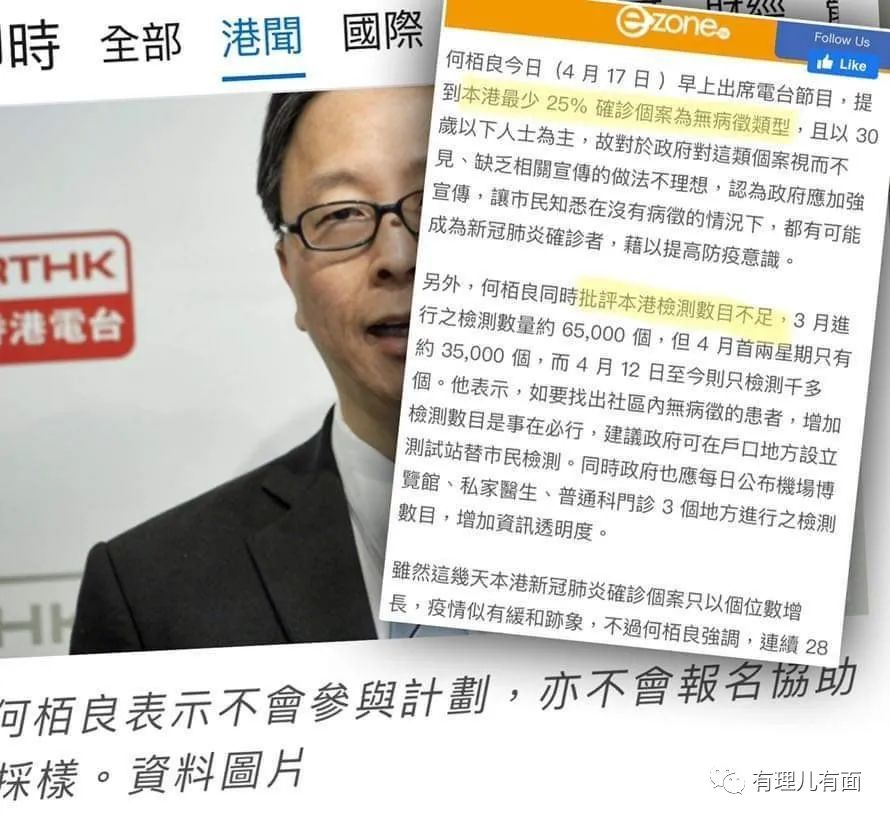 時 全部 港聞 國際
ezone
Follow Us
Like
何栢良今日（4 月 17 日 ）早上出席電台節目，提
到本港最少 25% 確診個案為無病徵類型，且以 30
歲以下人士為主，故對於政府對這類個案視而不
見、缺乏相關宣傳的做法不理想，認為政府應加強
宣傳，讓市民知悉在沒有病徵的情況下，都有可能
成為新冠肺炎確診者，藉以提高防疫意識。
另外，何栢良同時批評本港檢測數目不足，3 月進
行之檢測數量約 65,000 個，但 4 月首兩星期只有
約 35,000 個，而 4 月 12 日至今則只檢測千多
個。他表示，如要找出社區內無病徵的患者，增加
檢測數目是事在必行，建議政府可在戶口地方設立
測試站替市民檢測。同時政府也應每日公布機場博
覽館、私家醫生、普通科門診 3 個地方進行之檢測
數目，增加資訊透明度。
雖然這幾天本港新冠肺炎確診個案只以個位數增
長，疫情似有緩和跡象，不過何栢良強調，連續 28
RTHK
香港電台
何栢良表示不會參與計劃，亦不會報名協助
採樣。資料圖片
有理儿有面